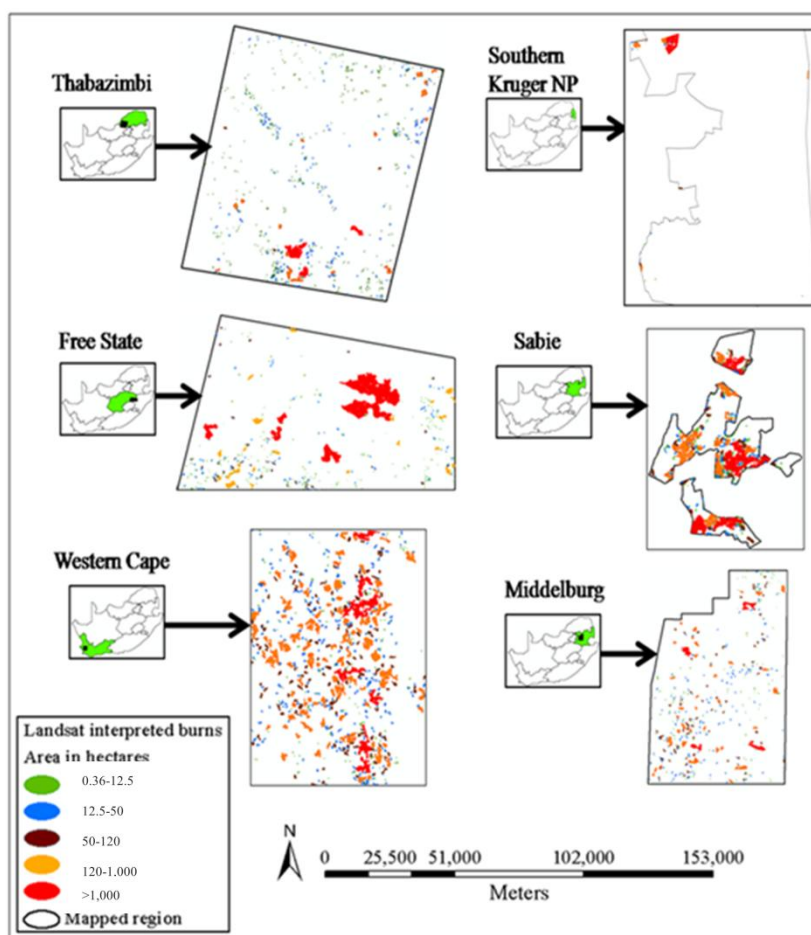 Thabazimbi
Southern
Kruger NP
Free State
Sabie
Western Cape
Middelburg
Landsat interpreted burns
Area in hectares
0.36-12.5
12.5-50
50-120
120-1.000
>1,000
Mapped region
N
0 25,500 51,000 102,000 153,000
Meters